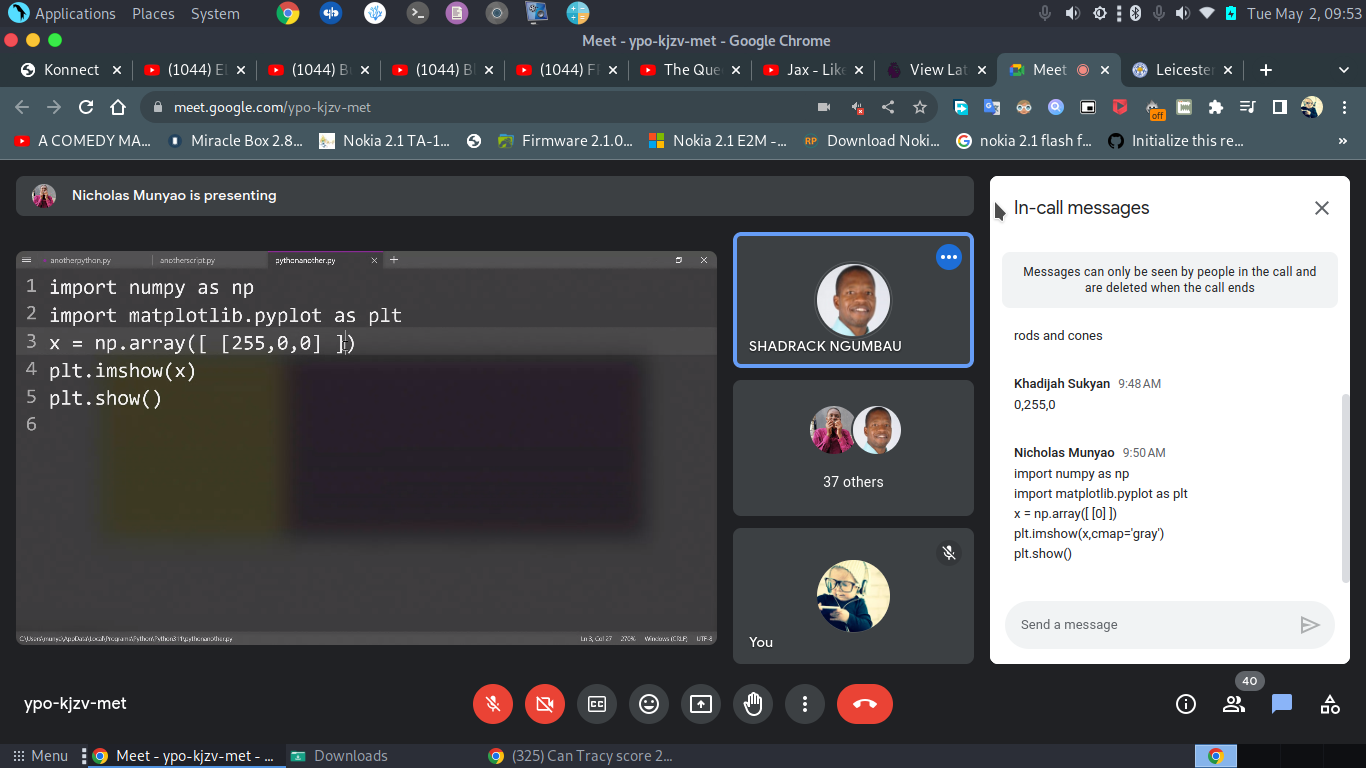 Applications Places System
Tue May 2, 09:53
Meet - ypo-kjzv-met - Google Chrome
Konnect
(1044) E
(1044) B
(1044) B
(1044) F
The Que
Jax - Like
View Lat
Meet
Leicester
meet.google.com/ypo-kjzv-met
off
A COMEDY MA...
Miracle Box 2.8...
Nokia 2.1 TA-1...
Firmware 2.1.0...
Nokia 2.1 E2M -...
RP
Download Noki...
nokia 2.1 flash f...
Initialize this re...
Nicholas Munyao is presenting
anotherpython.py
anotherscript.py
pythonanother.py
1 import numpy as np
2 import matplotlib.pyplot as plt
3 x = np.array([ [255,0,0] ])
4 plt.imshow(x)
5 plt.show()
6
C:\Users\munya\AppData\Local\Programs\Python\Python311\pythonanother.py
Ln 3, Col 27 270% Windows (CRLF) UTF-8
SHADRACK NGUMBAU
37 others
You
In-call messages
Messages can only be seen by people in the call and
are deleted when the call ends
rods and cones
Khadijah Sukyan 9:48 AM
0,255,0
Nicholas Munyao 9:50 AM
import numpy as np
import matplotlib.pyplot as plt
x = np.array([ [0] ])
plt.imshow(x,cmap='gray')
plt.show()
Send a message
ypo-kjzv-met
40
Menu
Meet - ypo-kjzv-met - ...
Downloads
(325) Can Tracy score 2...